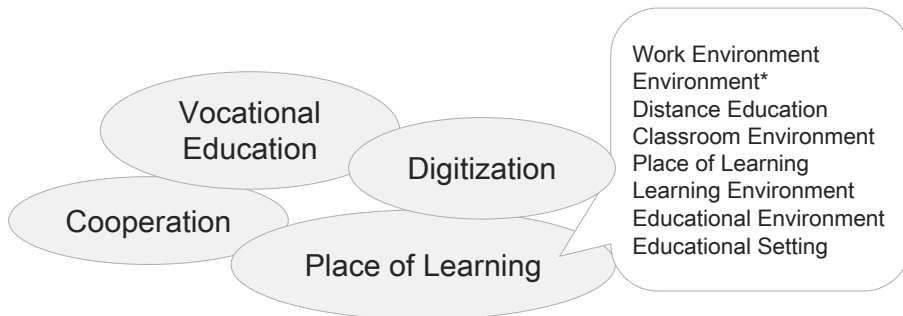 Vocational
Education
Digitization
Cooperation
Place of Learning
Work Environment
Environment*
Distance Education
Classroom Environment
Place of Learning
Learning Environment
Educational Environment
Educational Setting